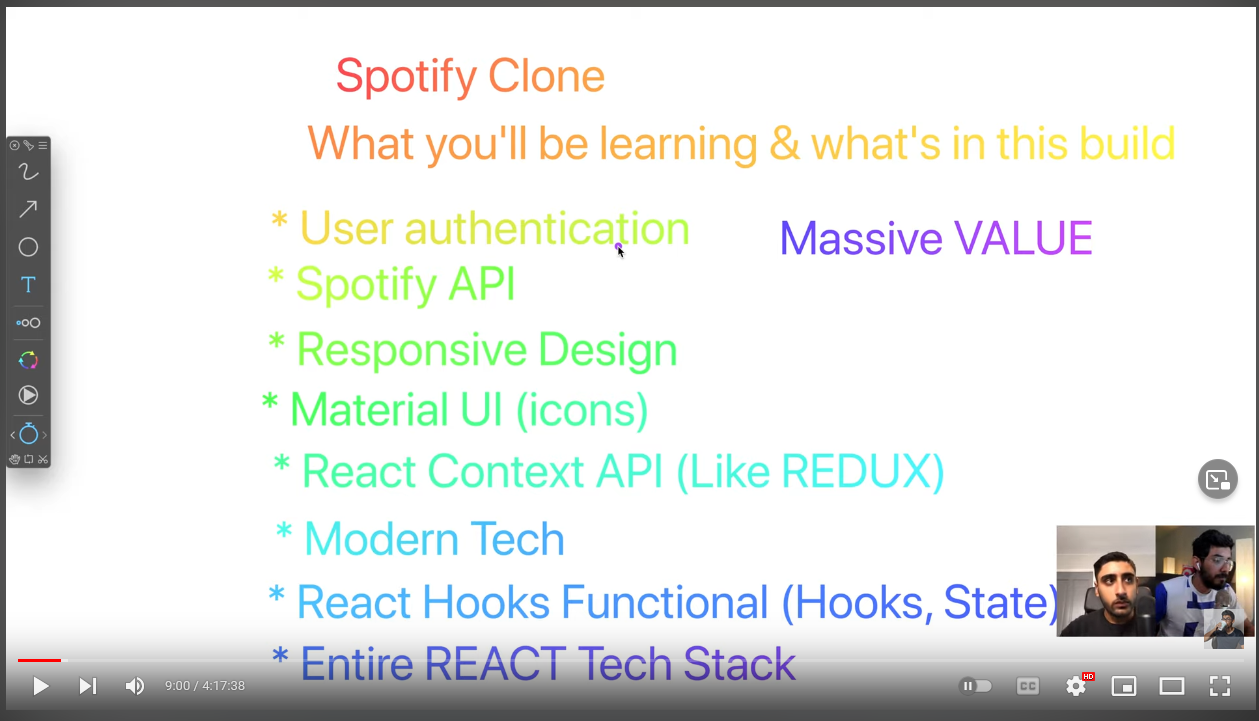 Spotify Clone
What you'll be learning & what's in this build
* User authentication
Massive VALUE
* Spotify API
* Responsive Design
* Material UI (icons)
* React Context API (Like REDUX)
* Modern Tech
* React Hooks Functional (Hooks, State)
* Entire REACT Tech Stack
T
9:00 / 4:17:38
CC
HD